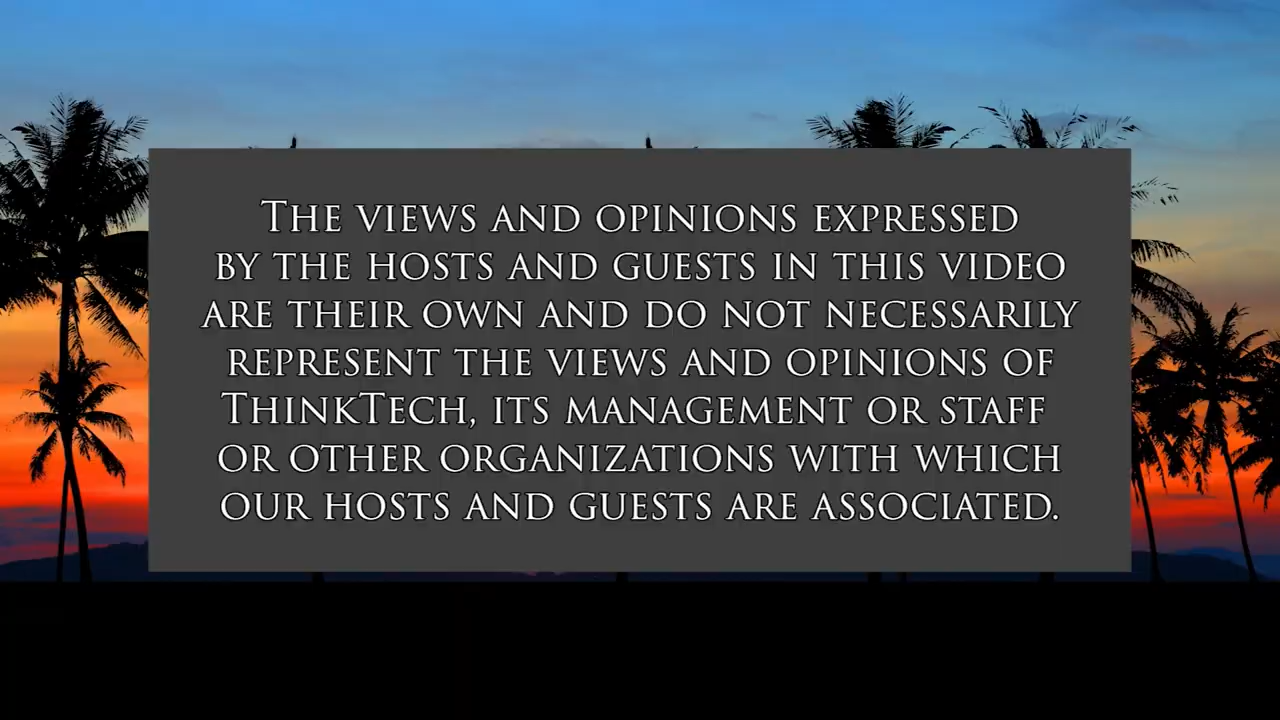 The views and opinions expressed
by the hosts and guests in this video
are their own and do not necessarily
represent the views and opinions of
ThinkTech, its management or staff
or other organizations with which
our hosts and guests are associated.